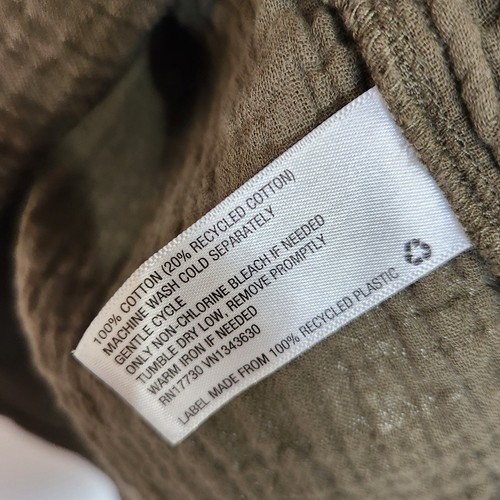 100% COTTON (20% RECYCLED COTTON)
MACHINE WASH COLD SEPARATELY
GENTLE CYCLE
ONLY NON-CHLORINE BLEACH IF NEEDED
TUMBLE DRY LOW, REMOVE PROMPTLY
WARM IRON IF NEEDED
RN17730 VN1343630
LABEL MADE FROM 100% RECYCLED PLASTIC